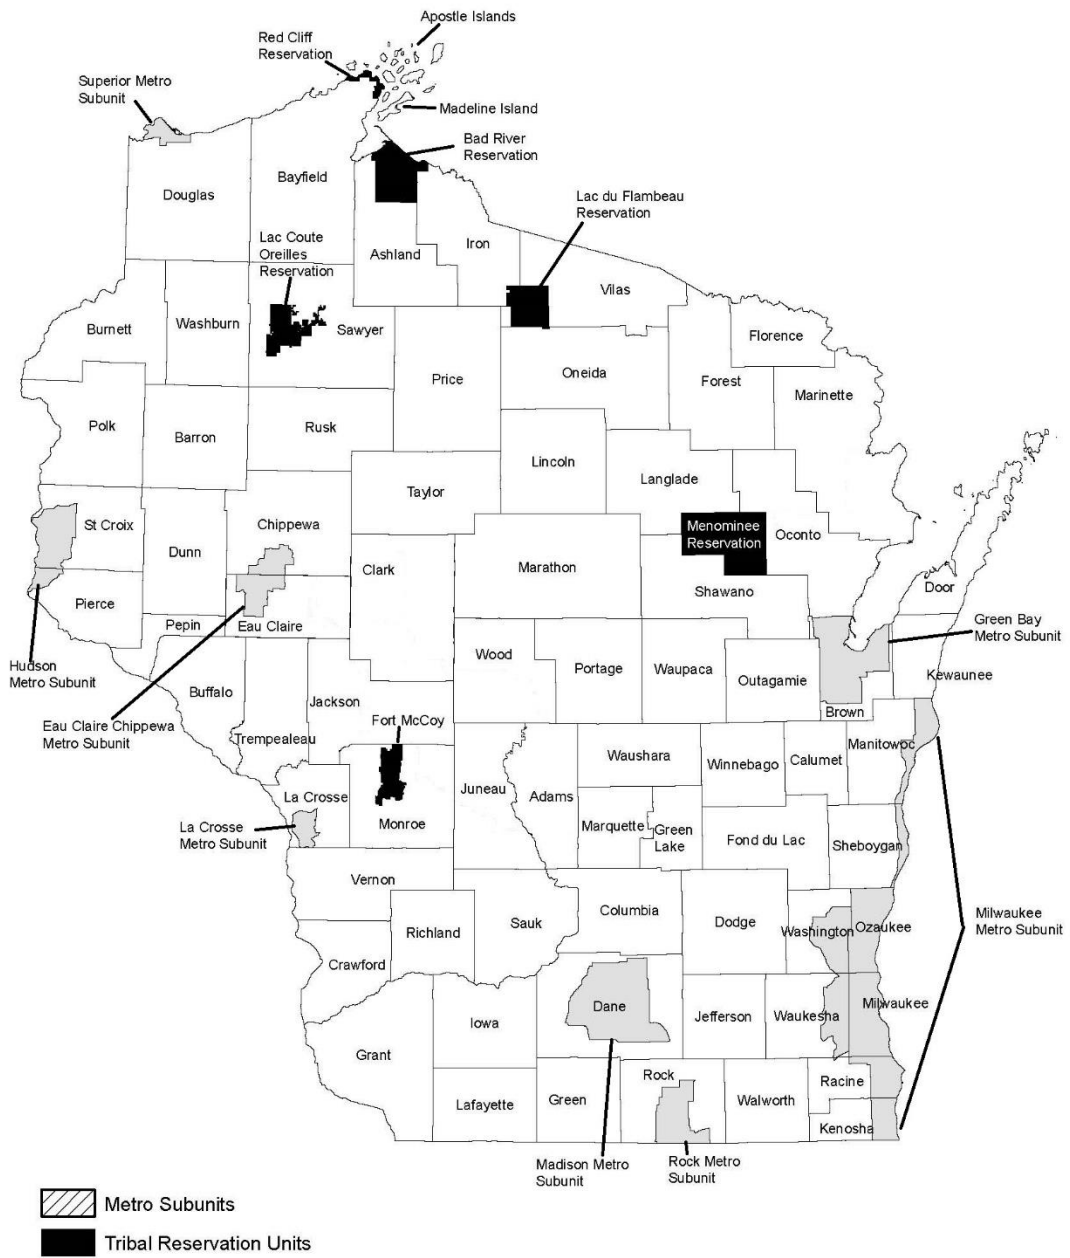 Apostle Islands
Red Cliff
Reservation
Superior Metro
Subunit
Madeline Island
Bad River
Reservation
Bayfield
Douglas
Lac du Flambeau
Reservation
Lac Coute
Oreilles
Reservation
Ashland
Iron
Vilas
Burnett
Washburn
Sawyer
Florence
Price
Oneida
Forest
Marinette
Polk
Barron
Rusk
Lincoln
Langlade
Taylor
St Croix
Chippewa
Menominee
Reservation
Oconto
Dunn
Clark
Marathon
Shawano
Door
Pierce
Pepin
Eau Claire
Green Bay
Metro Subunit
Hudson
Metro Subunit
Buffalo
Wood
Portage
Waupaca
Outagamie
Kewaunee
Jackson
Brown
Eau Claire Chippewa
Metro Subunit
Fort McCoy
Trempealeau
Waushara
Winnebago
Calumet
Manitowoc
La Crosse
Juneau
Adams
La Crosse
Metro Subunit
Monroe
Marquette
Green
Lake
Fond du Lac
Sheboygan
Vernon
Columbia
Dodge
Washington
Ozaukee
Milwaukee
Metro Subunit
Richland
Sauk
Crawford
Dane
Jefferson
Waukesha
Milwaukee
Iowa
Grant
Rock
Racine
Lafayette
Green
Walworth
Kenosha
Madison Metro
Subunit
Rock Metro
Subunit
Metro Subunits
Tribal Reservation Units